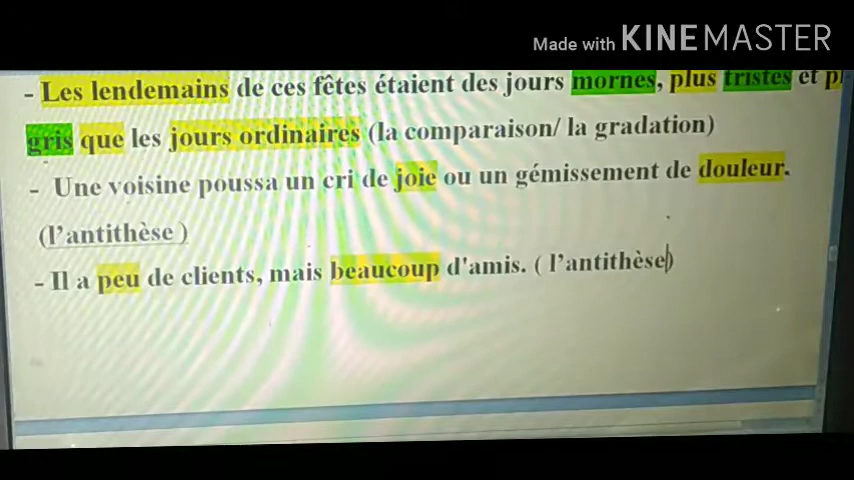 Made with KINEMASTER
- Les lendemains de ces fêtes étaient des jours mornes, plus tristes et
gris que les jours ordinaires (la comparaison/ la gradation)
- Une voisine poussa un cri de joie ou un gémissement de douleur.
(l'antithèse )
- Il a peu de clients, mais beaucoup d'amis. ( l'antithèse)